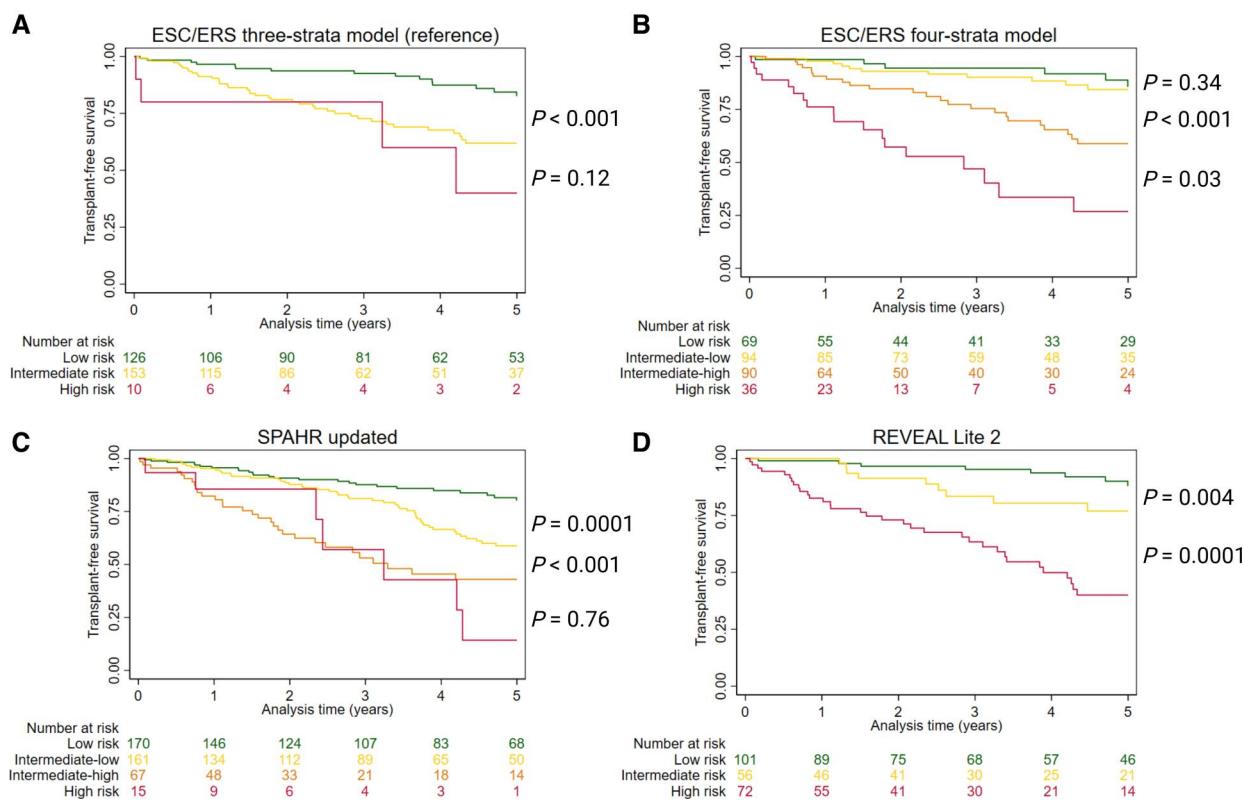 A
ESC/ERS three-strata model (reference)
Transplant-free survival
1.00
0.75
0.50
0.25
0.00
P < 0.001
P = 0.12
0 1 2 3 4 5
Analysis time (years)
Number at risk
Low risk 126 106 90 81 62 53
Intermediate risk 153 115 86 62 51 37
High risk 10 6 4 4 3 2
B
ESC/ERS four-strata model
Transplant-free survival
1.00
0.75
0.50
0.25
0.00
P = 0.34
P < 0.001
P = 0.03
0 1 2 3 4 5
Analysis time (years)
Number at risk
Low risk 69 55 44 41 33 29
Intermediate-low 94 85 73 59 48 35
Intermediate-high 90 64 50 40 30 24
High risk 36 23 13 7 5 4
C
SPAHR updated
Transplant-free survival
1.00
0.75
0.50
0.25
0.00
P = 0.0001
P < 0.001
P = 0.76
0 1 2 3 4 5
Analysis time (years)
Number at risk
Low risk 170 146 124 107 83 68
Intermediate-low 161 134 112 89 65 50
Intermediate-high 67 48 33 21 18 14
High risk 15 9 6 4 3 1
D
REVEAL Lite 2
Transplant-free survival
1.00
0.75
0.50
0.25
0.00
P = 0.004
P = 0.0001
0 1 2 3 4 5
Analysis time (years)
Number at risk
Low risk 101 89 75 68 57 46
Intermediate risk 56 46 41 30 25 21
High risk 72 55 41 30 21 14